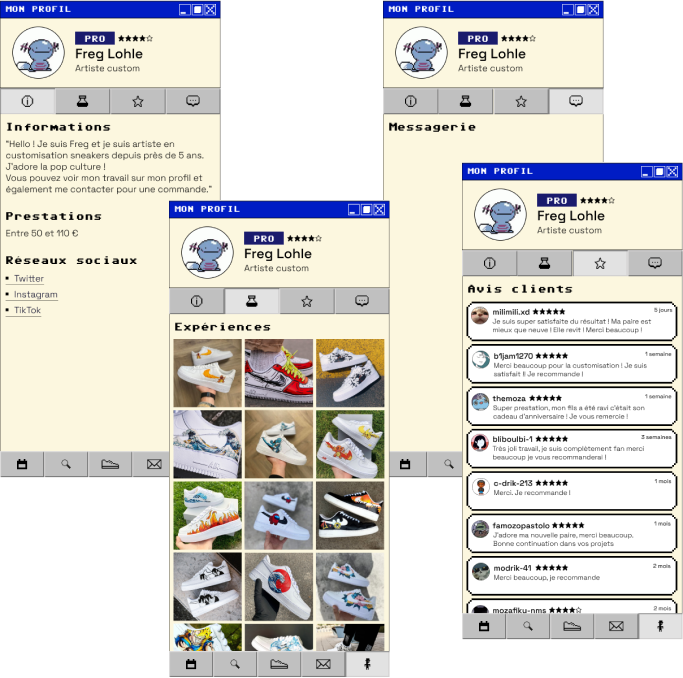 MON PROFIL
PRO ★★★★☆
Freg Lohle
Artiste custom
Informations
"Hello ! Je suis Freg et je suis artiste en
customisation sneakers depuis près de 5 ans.
J'adore la pop culture !
Vous pouvez voir mon travail sur mon profil et
également me contacter pour une commande."
Prestations
Entre 50 et 110 €
Réseaux sociaux
Twitter
Instagram
TikTok
MON PROFIL
PRO ★★★★☆
Freg Lohle
Artiste custom
Expériences
MON PROFIL
PRO ★★★★☆
Freg Lohle
Artiste custom
Messagerie
MON PROFIL
PRO ★★★★☆
Freg Lohle
Artiste custom
Avis clients
milimili.xd ★★★★★ 5 jours
Je suis super satisfaite du résultat ! Ma paire est
mieux que neuve ! Elle revit ! Merci beaucoup !
b1jam1270 ★★★★★ 1 semaine
Merci beaucoup pour la customisation ! Je suis
satisfait !! Je recommande !
themoza ★★★★★ 1 semaine
Super prestation, mon fils a été ravi c'était son
cadeau d'anniversaire ! Je vous remercie !
bliboulbi-1 ★★★★★ 3 semaines
Très joli travail, je suis complètement fan merci
beaucoup je vous recommanderai !
c-drik-213 ★★★★★ 1 mois
Merci. Je recommande !
famozopastolo ★★★★★ 1 mois
J'adore ma nouvelle paire, merci beaucoup.
Bonne continuation dans vos projets
modrik-41 ★★★★★ 2 mois
Merci beaucoup, je recommande
mozafiku-nms ★★★★☆ 2 mois